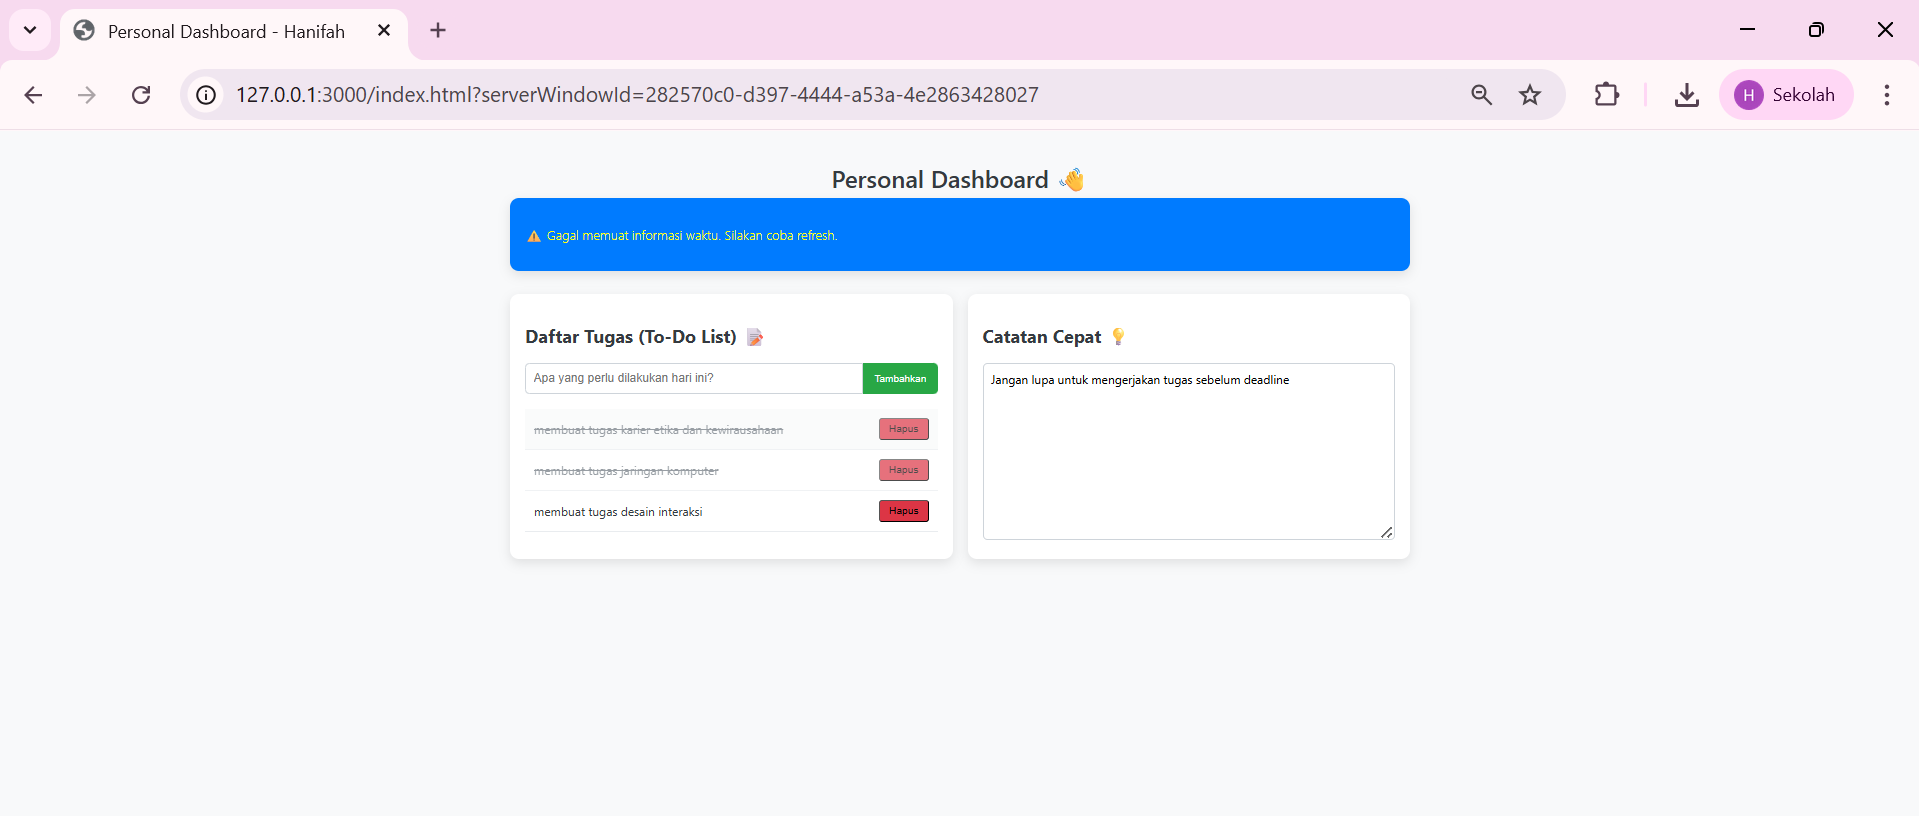 Personal Dashboard - Hanifah
127.0.0.1:3000/index.html?serverWindowId=282570c0-d397-4444-a53a-4e2863428027
H Sekolah
Personal Dashboard 👋
⚠️ Gagal memuat informasi waktu. Silakan coba refresh.
Daftar Tugas (To-Do List) 📝
Apa yang perlu dilakukan hari ini? Tambahkan
membuat tugas karier etika dan kewirausahaan Hapus
membuat tugas jaringan komputer Hapus
membuat tugas desain interaksi Hapus
Catatan Cepat 💡
Jangan lupa untuk mengerjakan tugas sebelum deadline